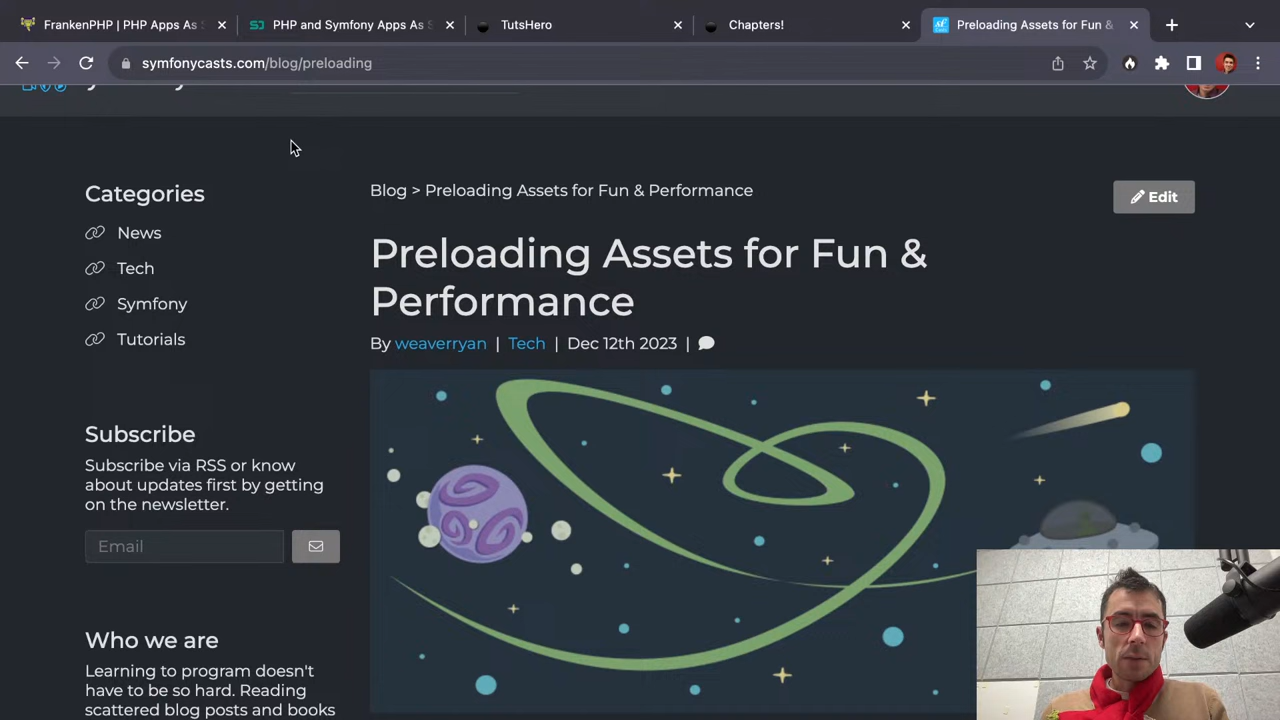 FrankenPHP | PHP Apps As S
PHP and Symfony Apps As S
TutsHero
Chapters!
Preloading Assets for Fun &
symfonycasts.com/blog/preloading
Categories
News
Tech
Symfony
Tutorials
Subscribe
Subscribe via RSS or know
about updates first by getting
on the newsletter.
Email
Who we are
Learning to program doesn't
have to be so hard. Reading
scattered blog posts and books
Blog > Preloading Assets for Fun & Performance
Edit
Preloading Assets for Fun &
Performance
By weaverryan | Tech | Dec 12th 2023 |